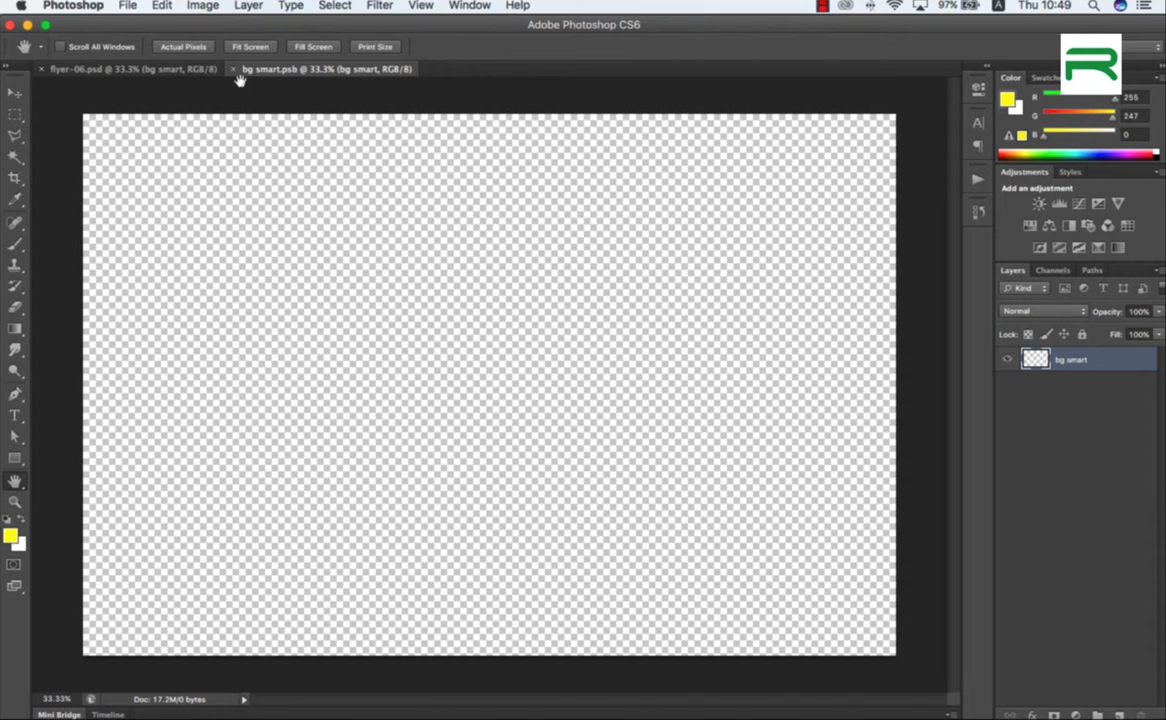 Photoshop File Edit Image Layer Type Select Filter View Window Help 97% A Thu 10:49
Adobe Photoshop CS6
Scroll All Windows Actual Pixels Fit Screen Fill Screen Print Size
flyer-06.psd @ 33.3% (bg smart, RGB/8) bg smart.psb @ 33.3% (bg smart, RGB/8)
R
Color Swatche
R 255
G 247
B 0
Adjustments Styles
Add an adjustment
Layers Channels Paths
Kind
Normal Opacity: 100%
Lock: Fill: 100%
bg smart
33.33% Doc: 17.2M/0 bytes
Mini Bridge Timeline